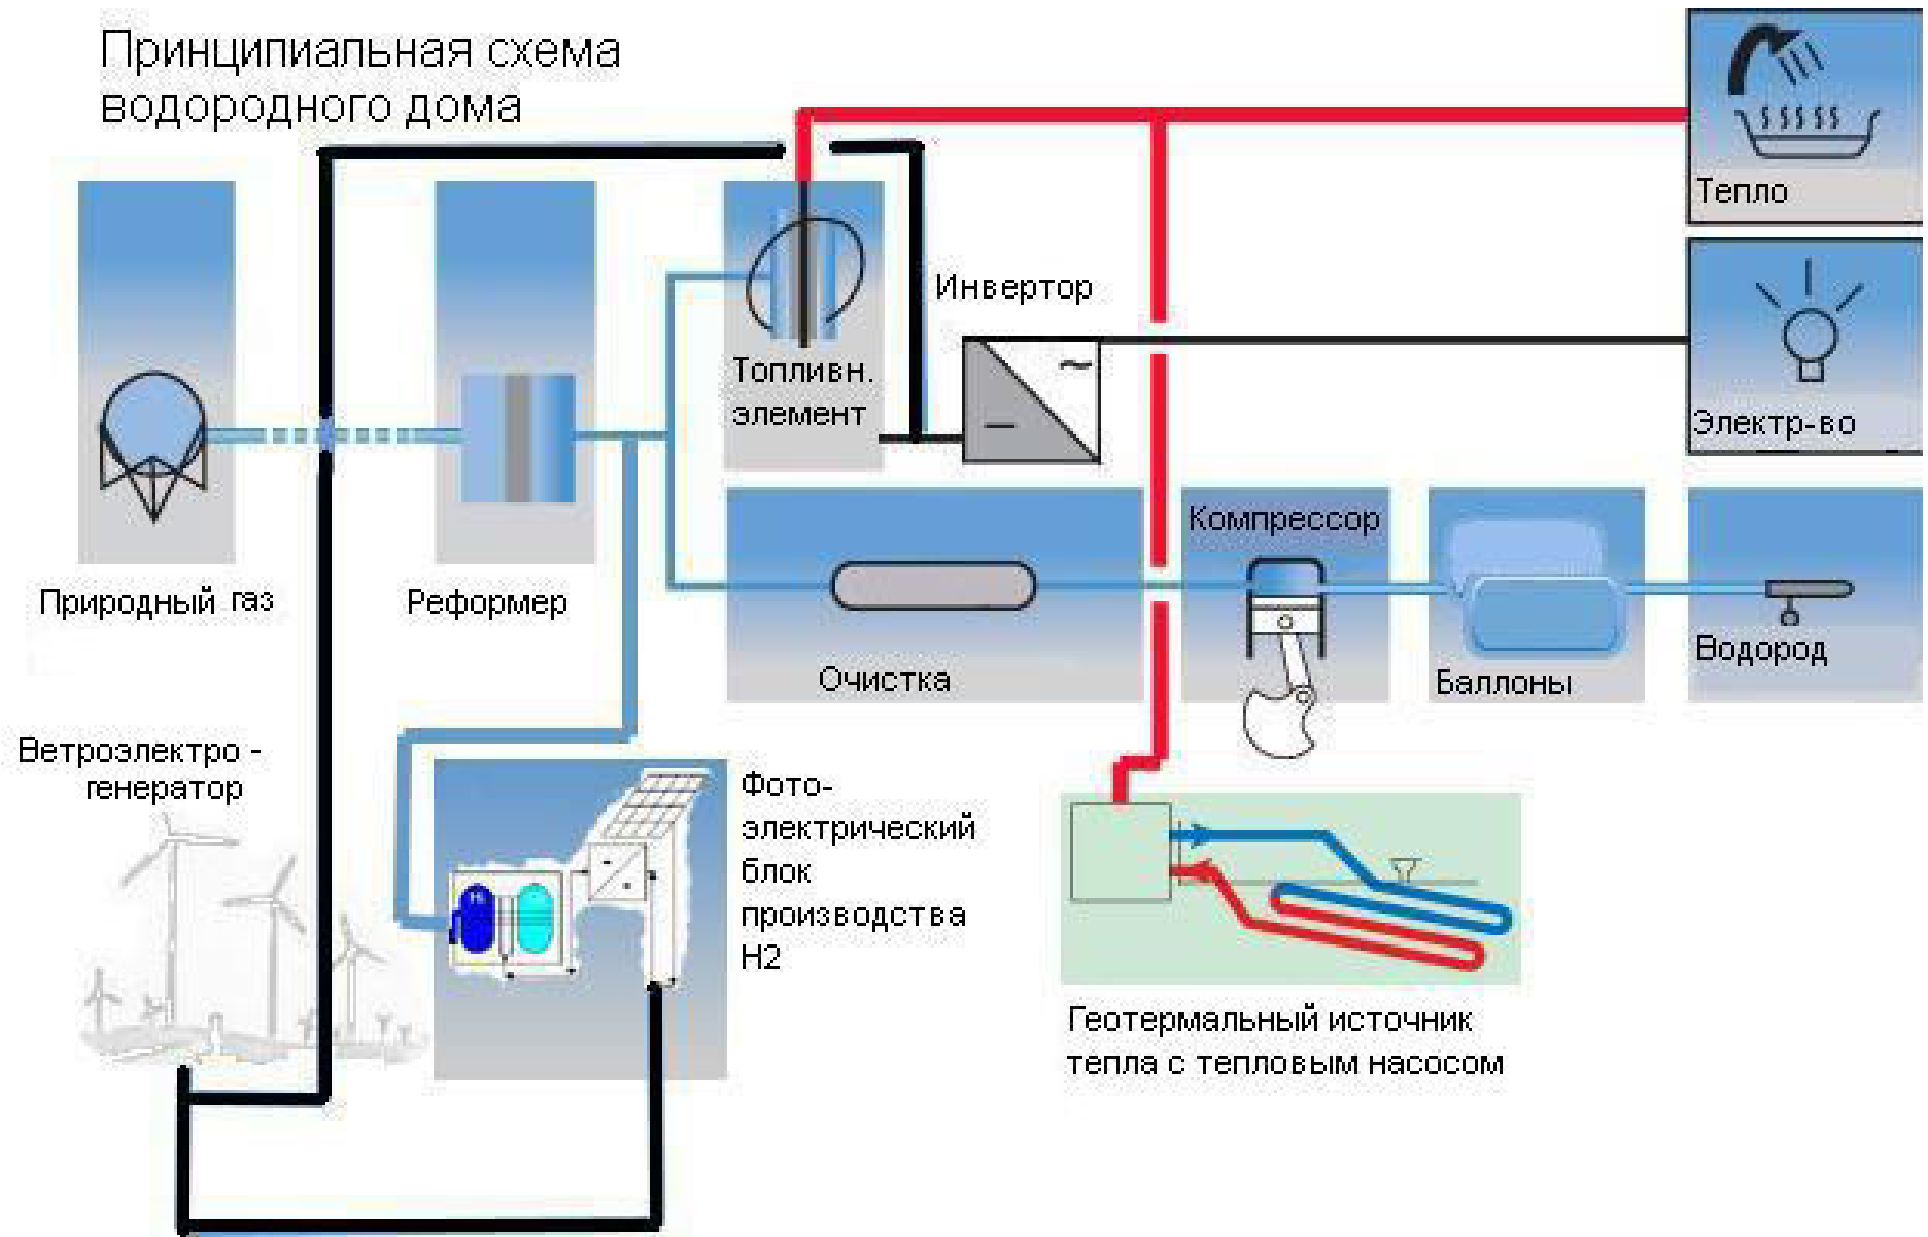 Принципиальная схема
водородного дома
Тепло
Инвертор
Топливн.
элемент
Электр-во
Компрессор
Природный газ
Реформер
Очистка
Баллоны
Водород
Ветроэлектро -
генератор
Фото-
электрический
блок
производства
Н2
Геотермальный источник
тепла с тепловым насосом